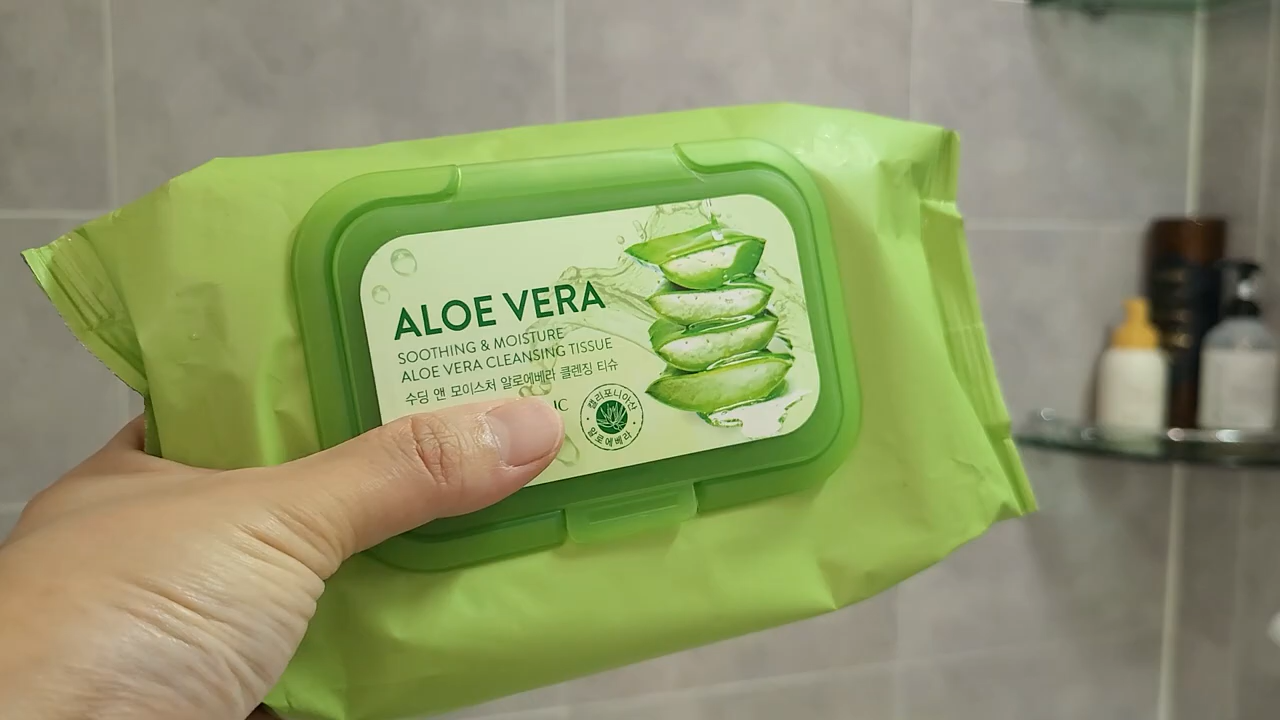 ALOE VERA
SOOTHING & MOISTURE
ALOE VERA CLEANSING TISSUE
수딩 앤 모이스처 알로에베라 클렌징 티슈
캘리포니아산
알로에베라